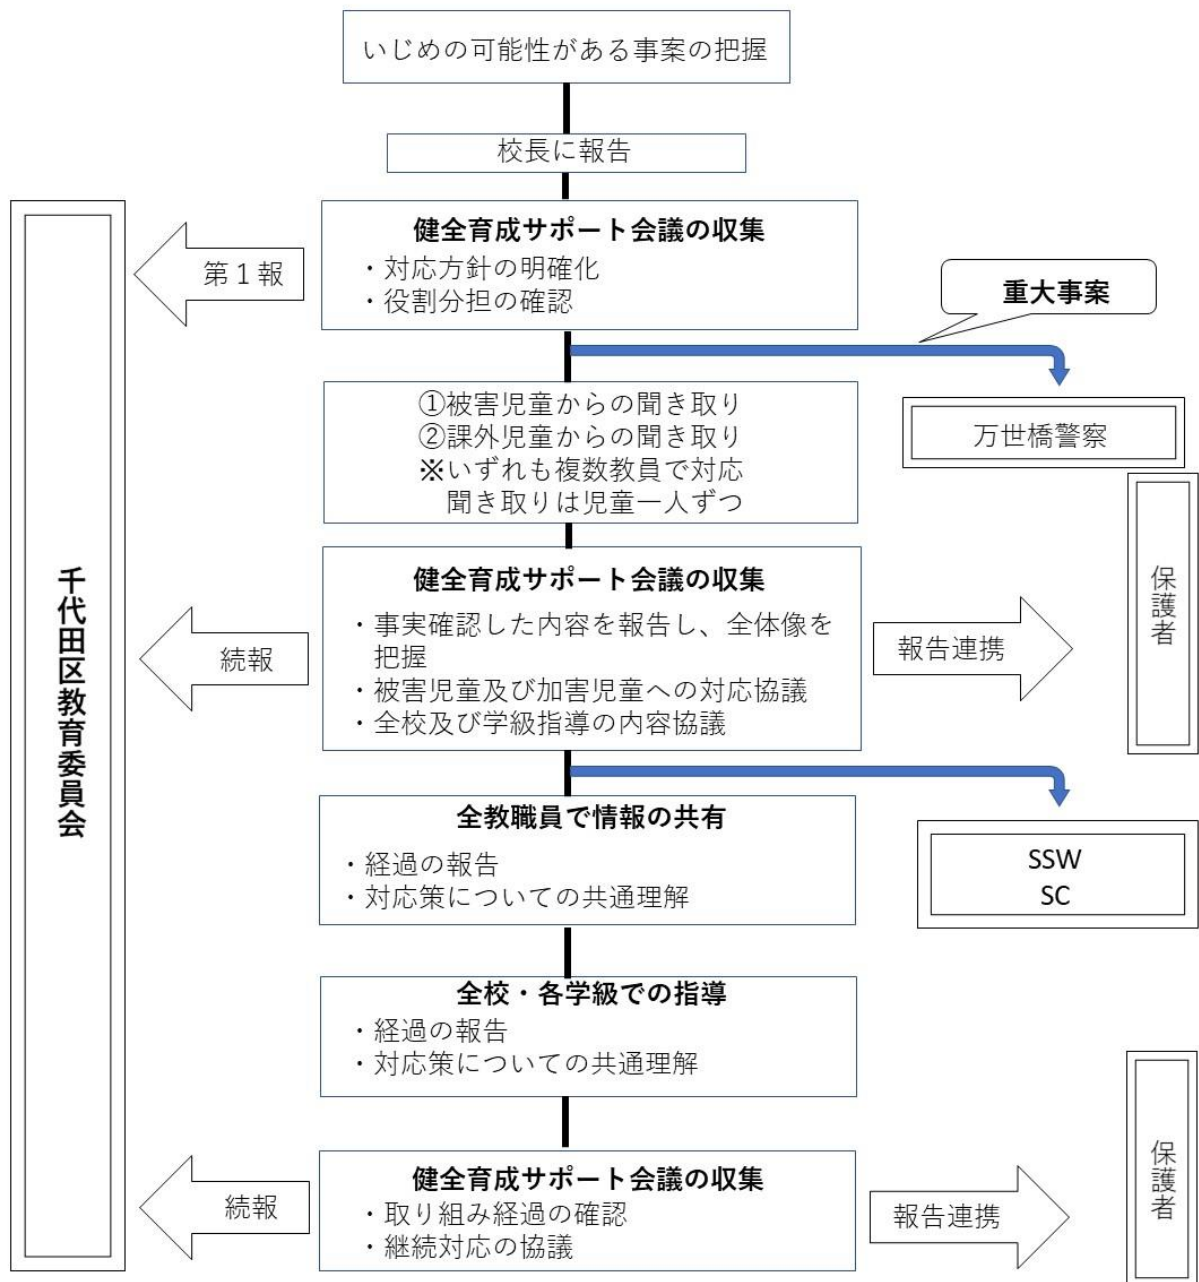 いじめの可能性がある事案の把握
校長に報告
健全育成サポート会議の収集
・対応方針の明確化
・役割分担の確認
第１報
重大事案
万世橋警察
①被害児童からの聞き取り
②課外児童からの聞き取り
※いずれも複数教員で対応
聞き取りは児童一人ずつ
千代田区教育委員会
健全育成サポート会議の収集
・事実確認した内容を報告し、全体像を
把握
・被害児童及び加害児童への対応協議
・全校及び学級指導の内容協議
続報
報告連携
保護者
全教職員で情報の共有
・経過の報告
・対応策についての共通理解
SSW
SC
全校・各学級での指導
・経過の報告
・対応策についての共通理解
健全育成サポート会議の収集
・取り組み経過の確認
・継続対応の協議
続報
報告連携
保護者